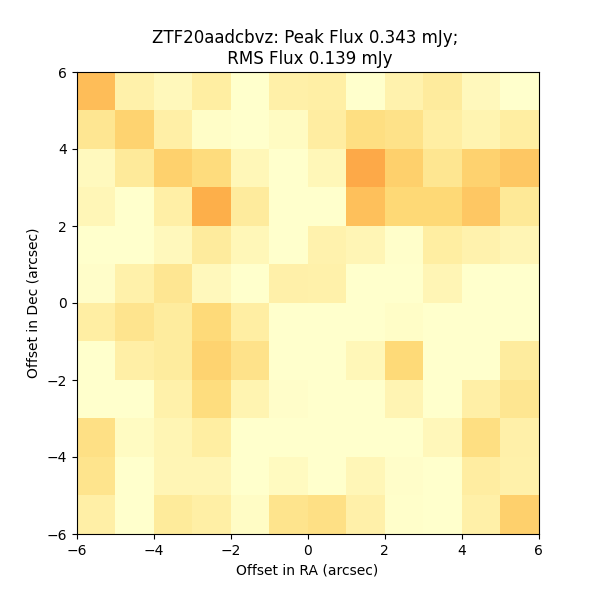 ZTF20aadcbvz: Peak Flux 0.343 mJy;
RMS Flux 0.139 mJy
6
4
2
0
−2
−4
−6
Offset in Dec (arcsec)
−6 −4 −2 0 2 4 6
Offset in RA (arcsec)